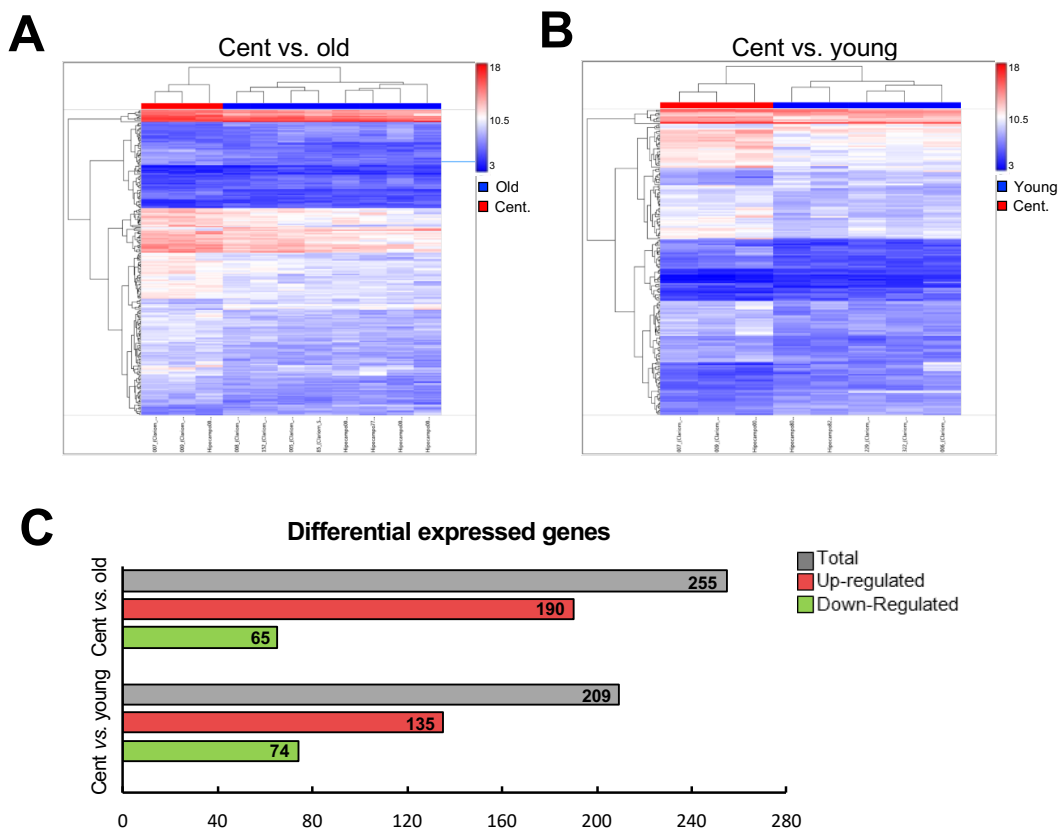 A
Cent vs. old
18
10.5
3
Old
Cent.
B
Cent vs. young
18
10.5
3
Young
Cent.
C
Differential expressed genes
Cent vs. old
255
190
65
Cent vs. young
209
135
74
0 40 80 120 160 200 240 280
Total
Up-regulated
Down-Regulated